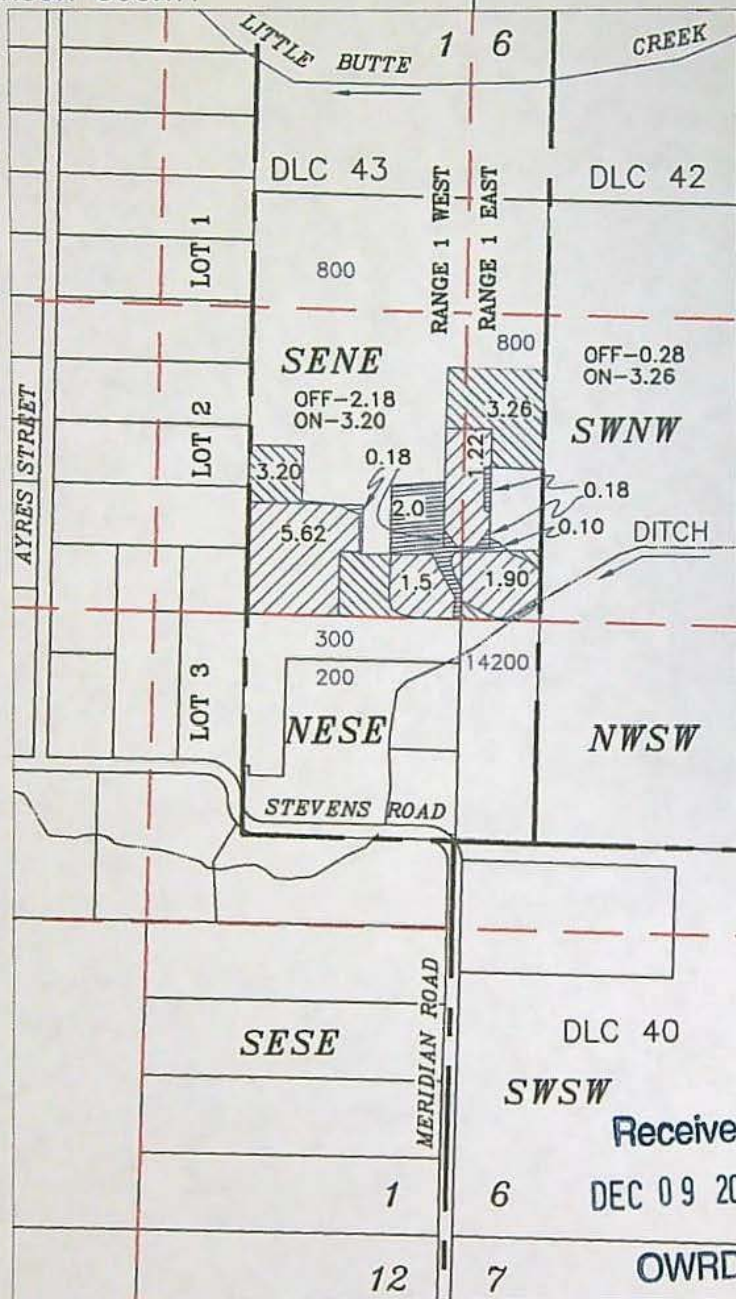 LITTLE BUTTE CREEK
1 6
DLC 43
DLC 42
RANGE 1 WEST
RANGE 1 EAST
LOT 1
800
800
SENE
OFF-2.18
ON-3.20
OFF-0.28
ON-3.26
SWNW
AYRES STREET
LOT 2
3.26
1.22
0.18
3.20
2.0
0.18
0.10
DITCH
5.62
1.5
1.90
300
200
14200
LOT 3
NESE
NWSW
STEVENS ROAD
MERIDIAN ROAD
SESE
DLC 40
SWSW
Receive
DEC 09 20
1 6
OWRD
12 7